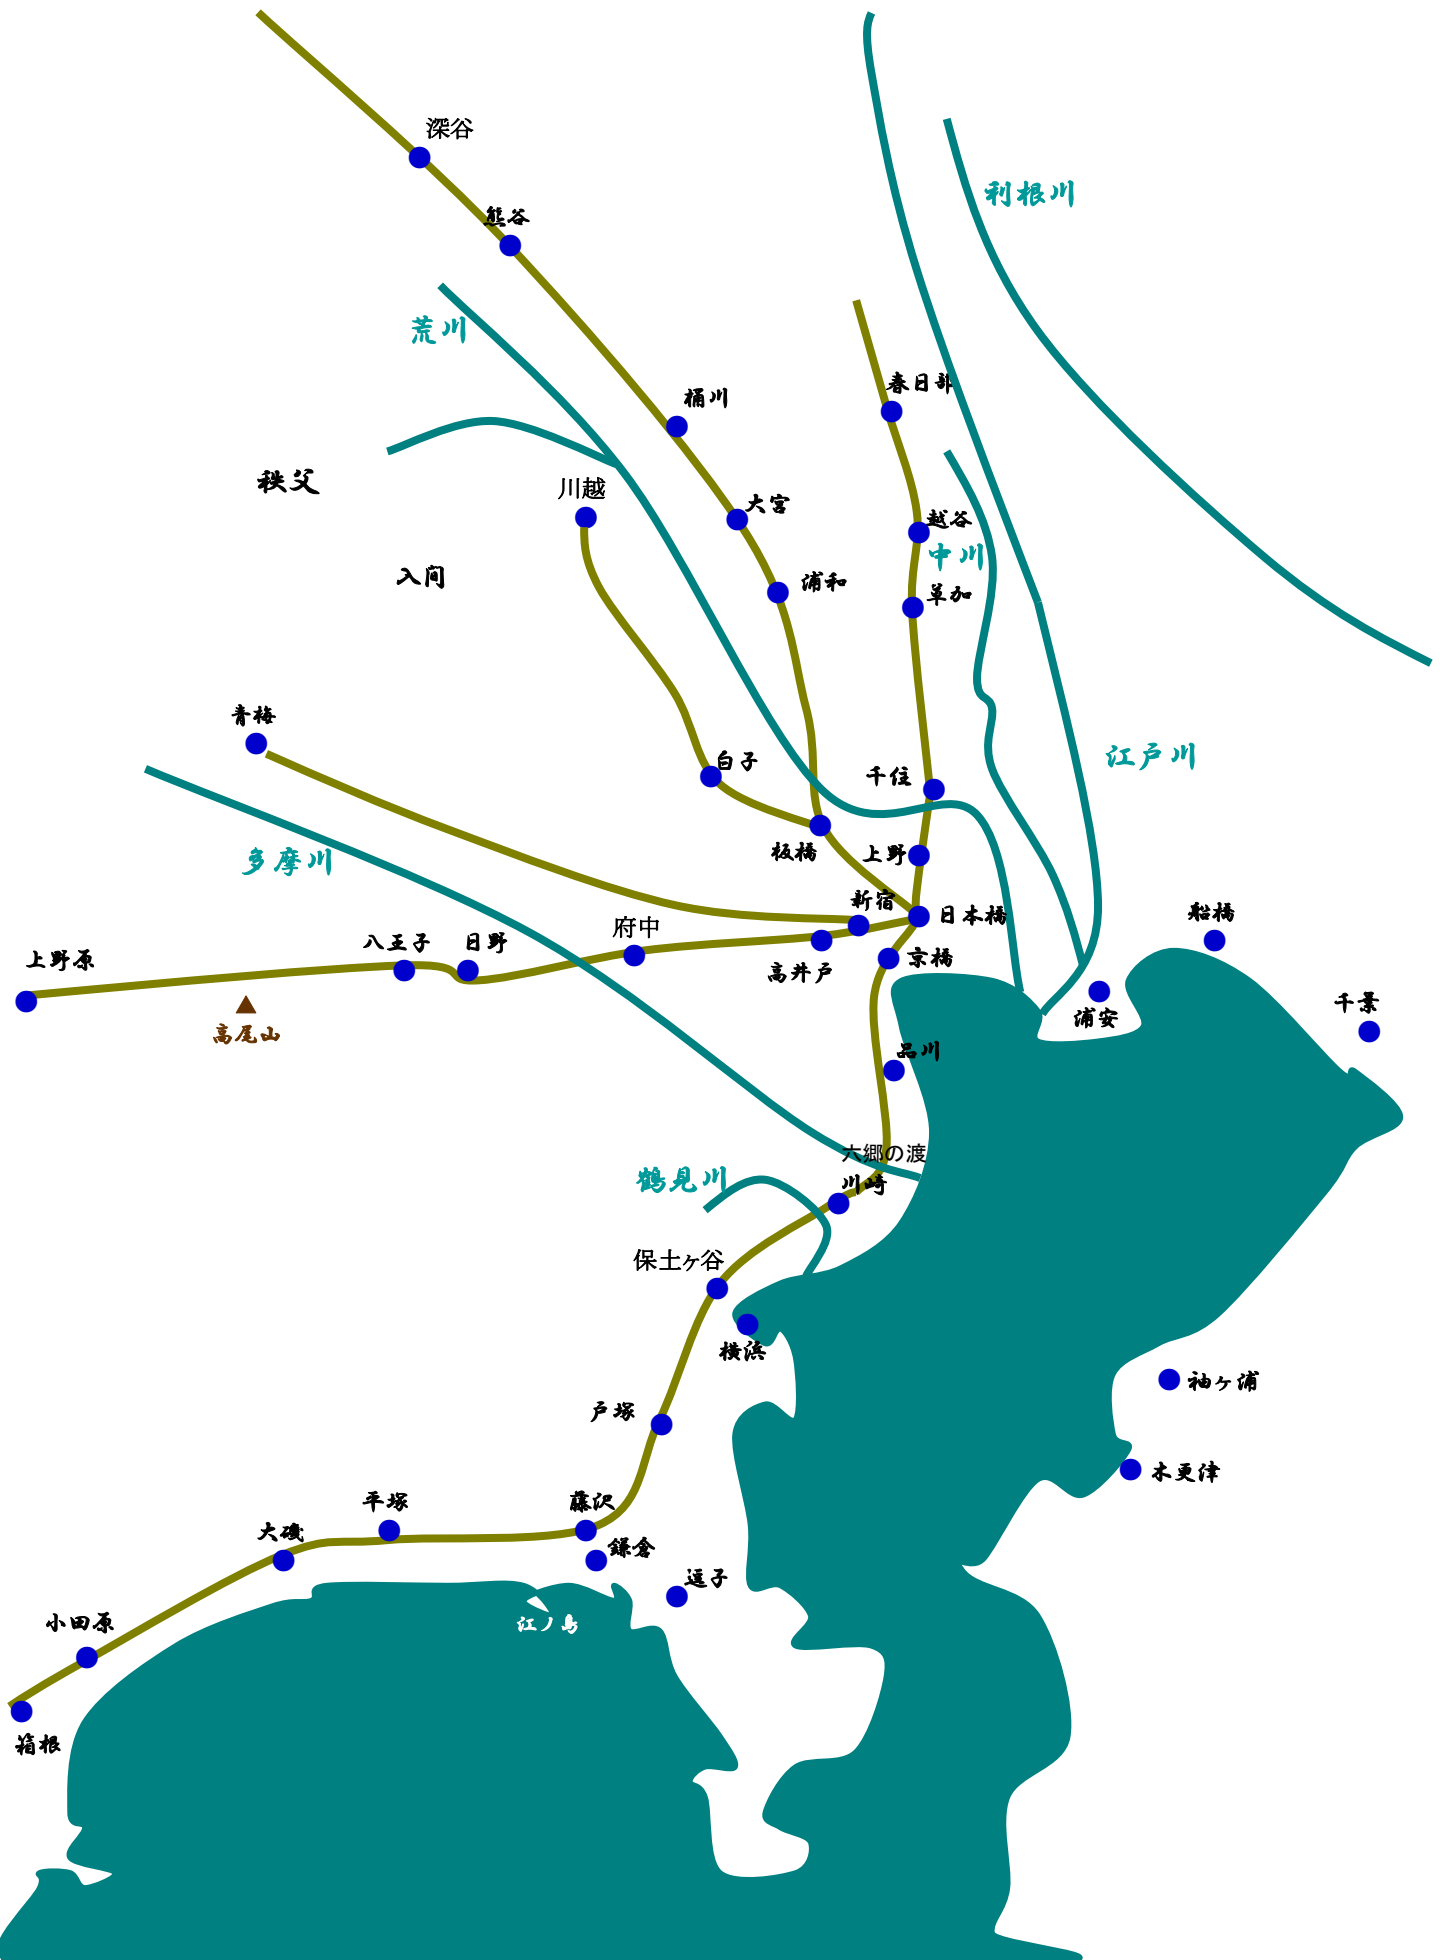 深谷
利根川
熊谷
荒川
春日部
桶川
秩父
川越
大宮
越谷
中川
入间
浦和
草加
青梅
江戸川
白子
千住
多摩川
板橋
上野
新宿
日本橋
船橋
府中
八王子
日野
上野原
高井戸
京橋
千葉
浦安
高尾山
品川
六郷の渡
鶴見川
川崎
保土ヶ谷
横浜
袖ヶ浦
戸塚
木更津
平塚
藤沢
大磯
鎌倉
逗子
小田原
江ノ島
箱根